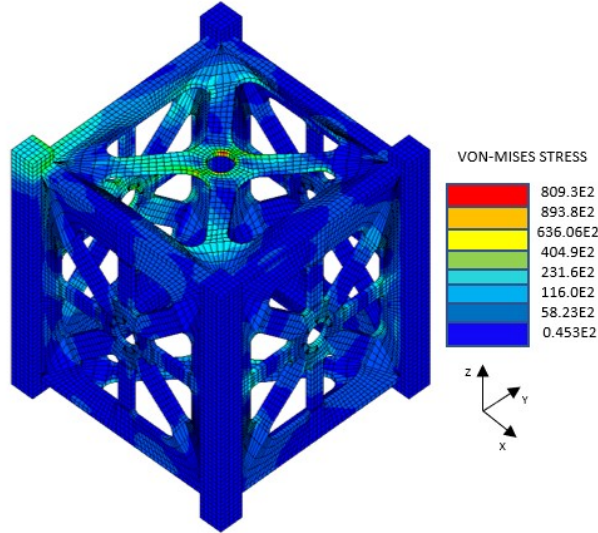 VON-MISES STRESS
809.3E2
893.8E2
636.06E2
404.9E2
231.6E2
116.0E2
58.23E2
0.453E2
Z
Y
X